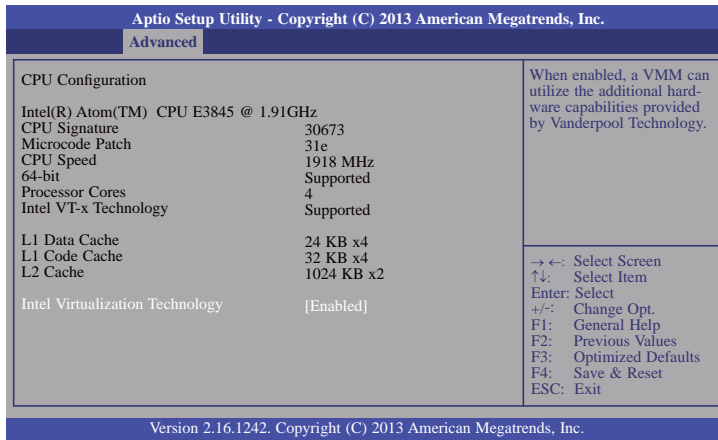 Aptio Setup Utility - Copyright (C) 2013 American Megatrends, Inc.
Advanced
CPU Configuration
Intel(R) Atom(TM) CPU E3845 @ 1.91GHz
CPU Signature 30673
Microcode Patch 31e
CPU Speed 1918 MHz
64-bit Supported
Processor Cores 4
Intel VT-x Technology Supported
L1 Data Cache 24 KB x4
L1 Code Cache 32 KB x4
L2 Cache 1024 KB x2
Intel Virtualization Technology [Enabled]
When enabled, a VMM can
utilize the additional hard-
ware capabilities provided
by Vanderpool Technology.
→ ←: Select Screen
↑↓: Select Item
Enter: Select
+/-: Change Opt.
F1: General Help
F2: Previous Values
F3: Optimized Defaults
F4: Save & Reset
ESC: Exit
Version 2.16.1242. Copyright (C) 2013 American Megatrends, Inc.